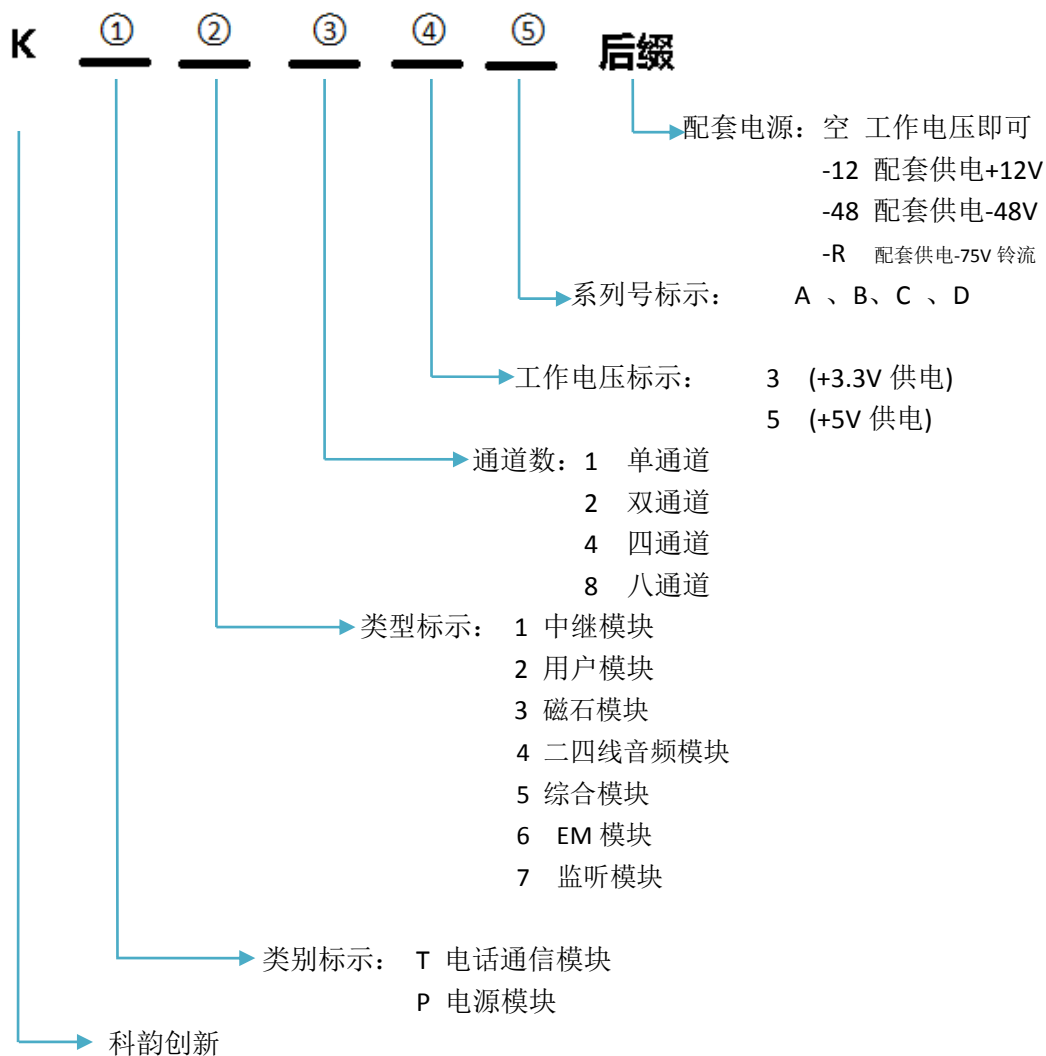 K ① ② ③ ④ ⑤ 后缀
配套电源：空 工作电压即可
-12 配套供电+12V
-48 配套供电-48V
-R 配套供电-75V 铃流
系列号标示： A 、B、C 、D
工作电压标示： 3 (+3.3V 供电)
5 (+5V 供电)
通道数：1 单通道
2 双通道
4 四通道
8 八通道
类型标示： 1 中继模块
2 用户模块
3 磁石模块
4 二四线音频模块
5 综合模块
6 EM 模块
7 监听模块
类别标示： T 电话通信模块
P 电源模块
科韵创新